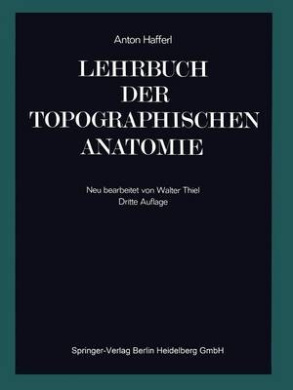 Anton Hafferl
LEHRBUCH
DER
TOPOGRAPHISCHEN
ANATOMIE
Neu bearbeitet von Walter Thiel
Dritte Auflage
Springer-Verlag Berlin Heidelberg GmbH